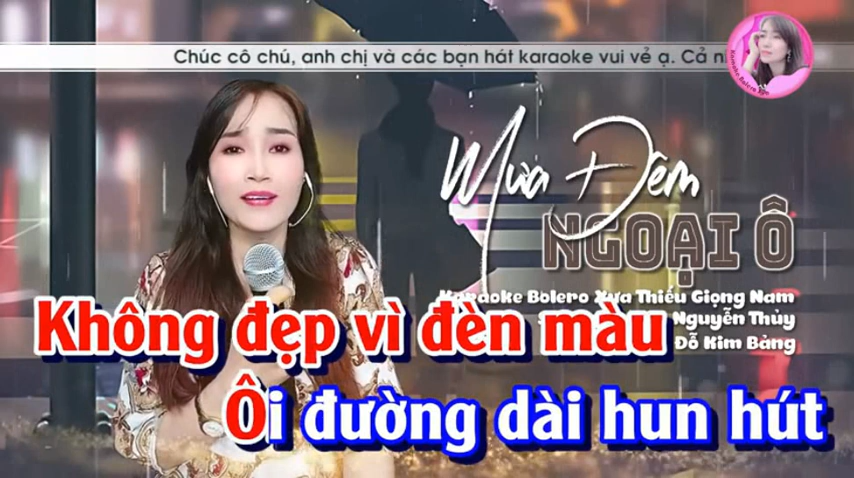 Chúc cô chú, anh chị và các bạn hát karaoke vui vẻ ạ. Cả
Mưa Đêm
NGOẠI Ô
Karaoke Bolero Xưa Thiếu Giọng Nam
Nguyễn Thủy
Đỗ Kim Bảng
Không đẹp vì đèn màu
Ôi đường dài hun hút